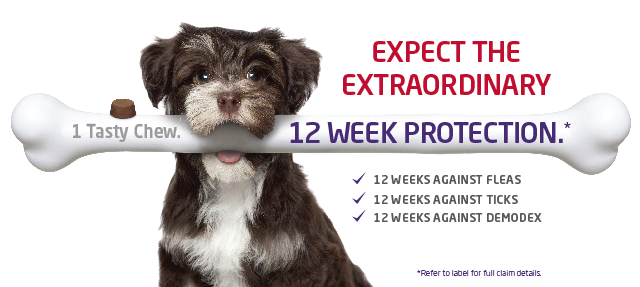 EXPECT THE
EXTRAORDINARY
1 Tasty Chew.
12 WEEK PROTECTION.*
12 WEEKS AGAINST FLEAS
12 WEEKS AGAINST TICKS
12 WEEKS AGAINST DEMODEX
*Refer to label for full claim details.